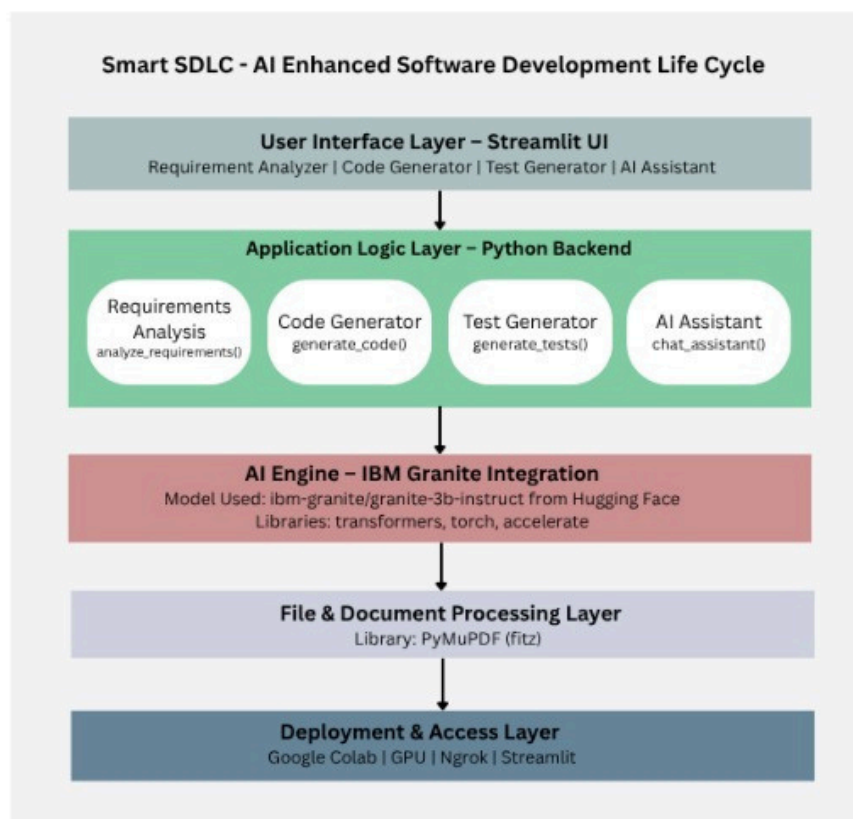 Smart SDLC - AI Enhanced Software Development Life Cycle
User Interface Layer – Streamlit UI
Requirement Analyzer | Code Generator | Test Generator | AI Assistant
Application Logic Layer – Python Backend
Requirements
Analysis
analyze_requirements()
Code Generator
generate_code()
Test Generator
generate_tests()
AI Assistant
chat_assistant()
AI Engine – IBM Granite Integration
Model Used: ibm-granite/granite-3b-instruct from Hugging Face
Libraries: transformers, torch, accelerate
File & Document Processing Layer
Library: PyMuPDF (fitz)
Deployment & Access Layer
Google Colab | GPU | Ngrok | Streamlit